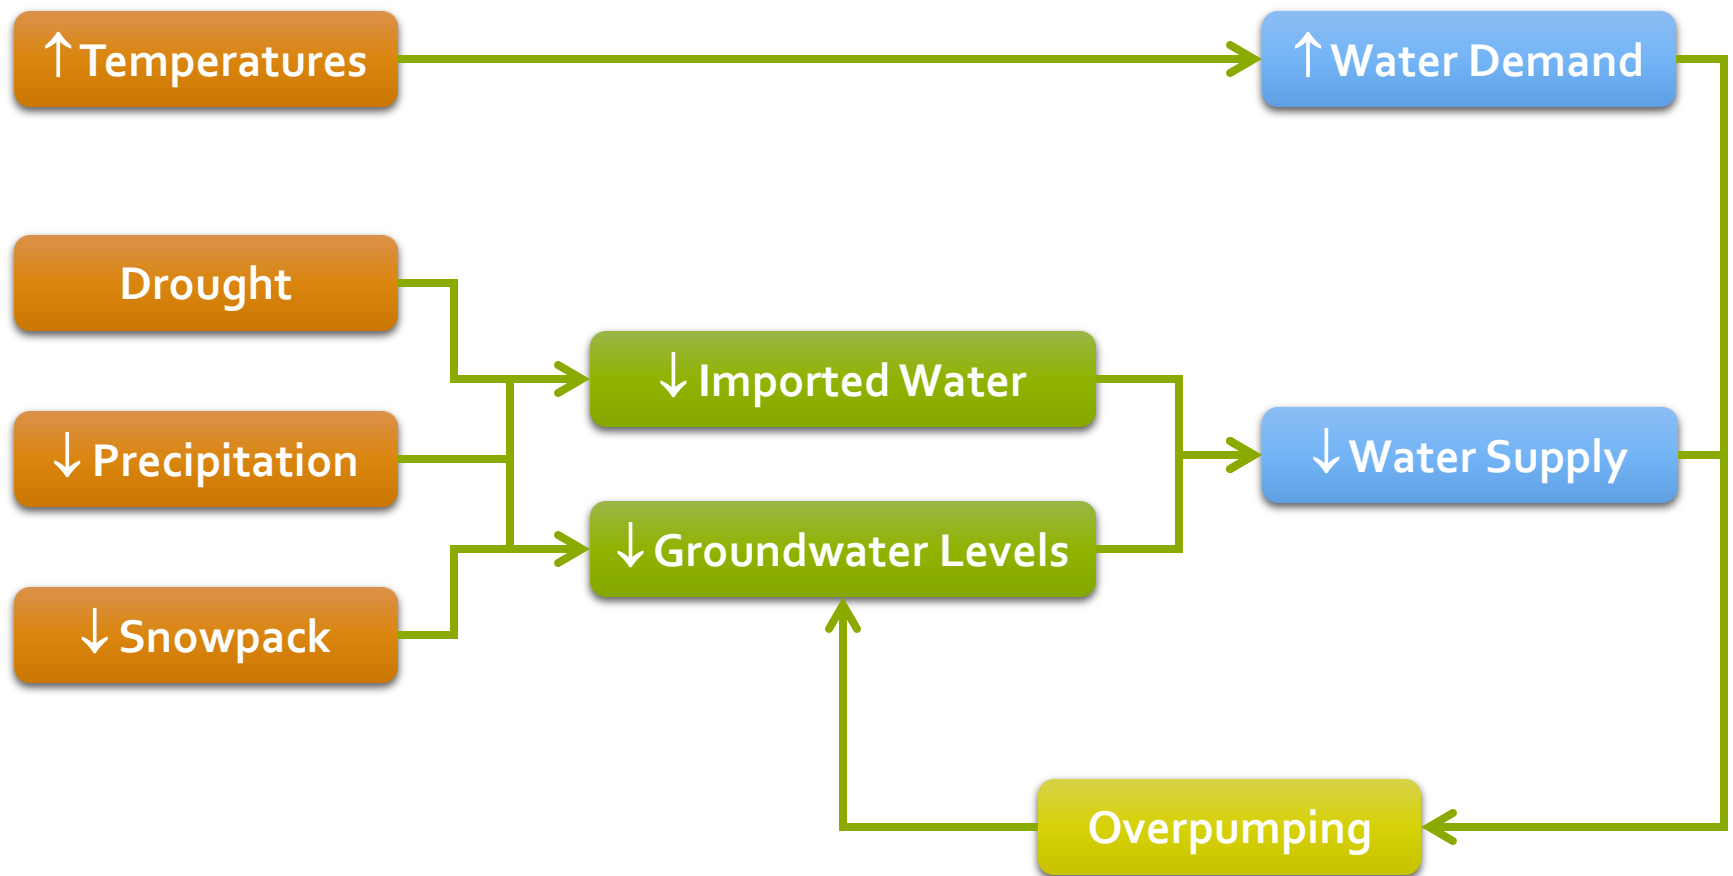 ↑ Temperatures
↑ Water Demand
Drought
↓ Imported Water
↓ Precipitation
↓ Water Supply
↓ Groundwater Levels
↓ Snowpack
Overpumping